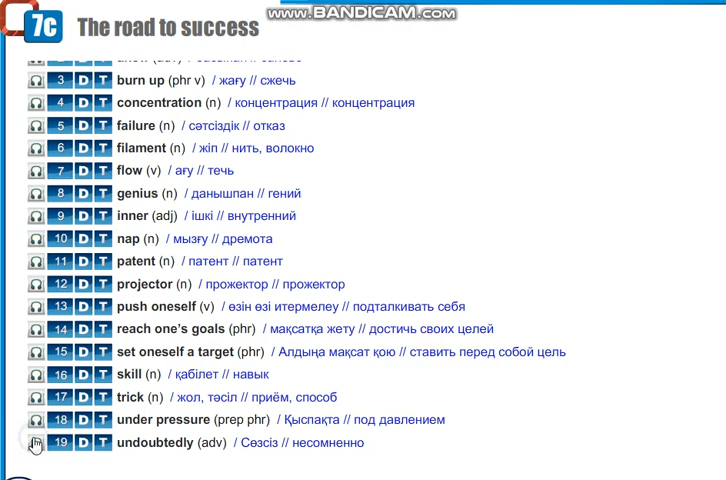 WWW.BANDICAM.COM
7c The road to success
3 D T burn up (phr v) / жағу // сжечь
4 D T concentration (n) / концентрация // концентрация
5 D T failure (n) / сәтсіздік // отказ
6 D T filament (n) / жіп // нить, волокно
7 D T flow (v) / ағу // течь
8 D T genius (n) / данышпан // гений
9 D T inner (adj) / ішкі // внутренний
10 D T nap (n) / мызғу // дремота
11 D T patent (n) / патент // патент
12 D T projector (n) / прожектор // прожектор
13 D T push oneself (v) / өзін өзі итермелеу // подталкивать себя
14 D T reach one's goals (phr) / мақсатқа жету // достичь своих целей
15 D T set oneself a target (phr) / Алдыңа мақсат қою // ставить перед собой цель
16 D T skill (n) / қабілет // навык
17 D T trick (n) / жол, тәсіл // приём, способ
18 D T under pressure (prep phr) / Қыспақта // под давлением
19 D T undoubtedly (adv) / Сөзсіз // несомненно